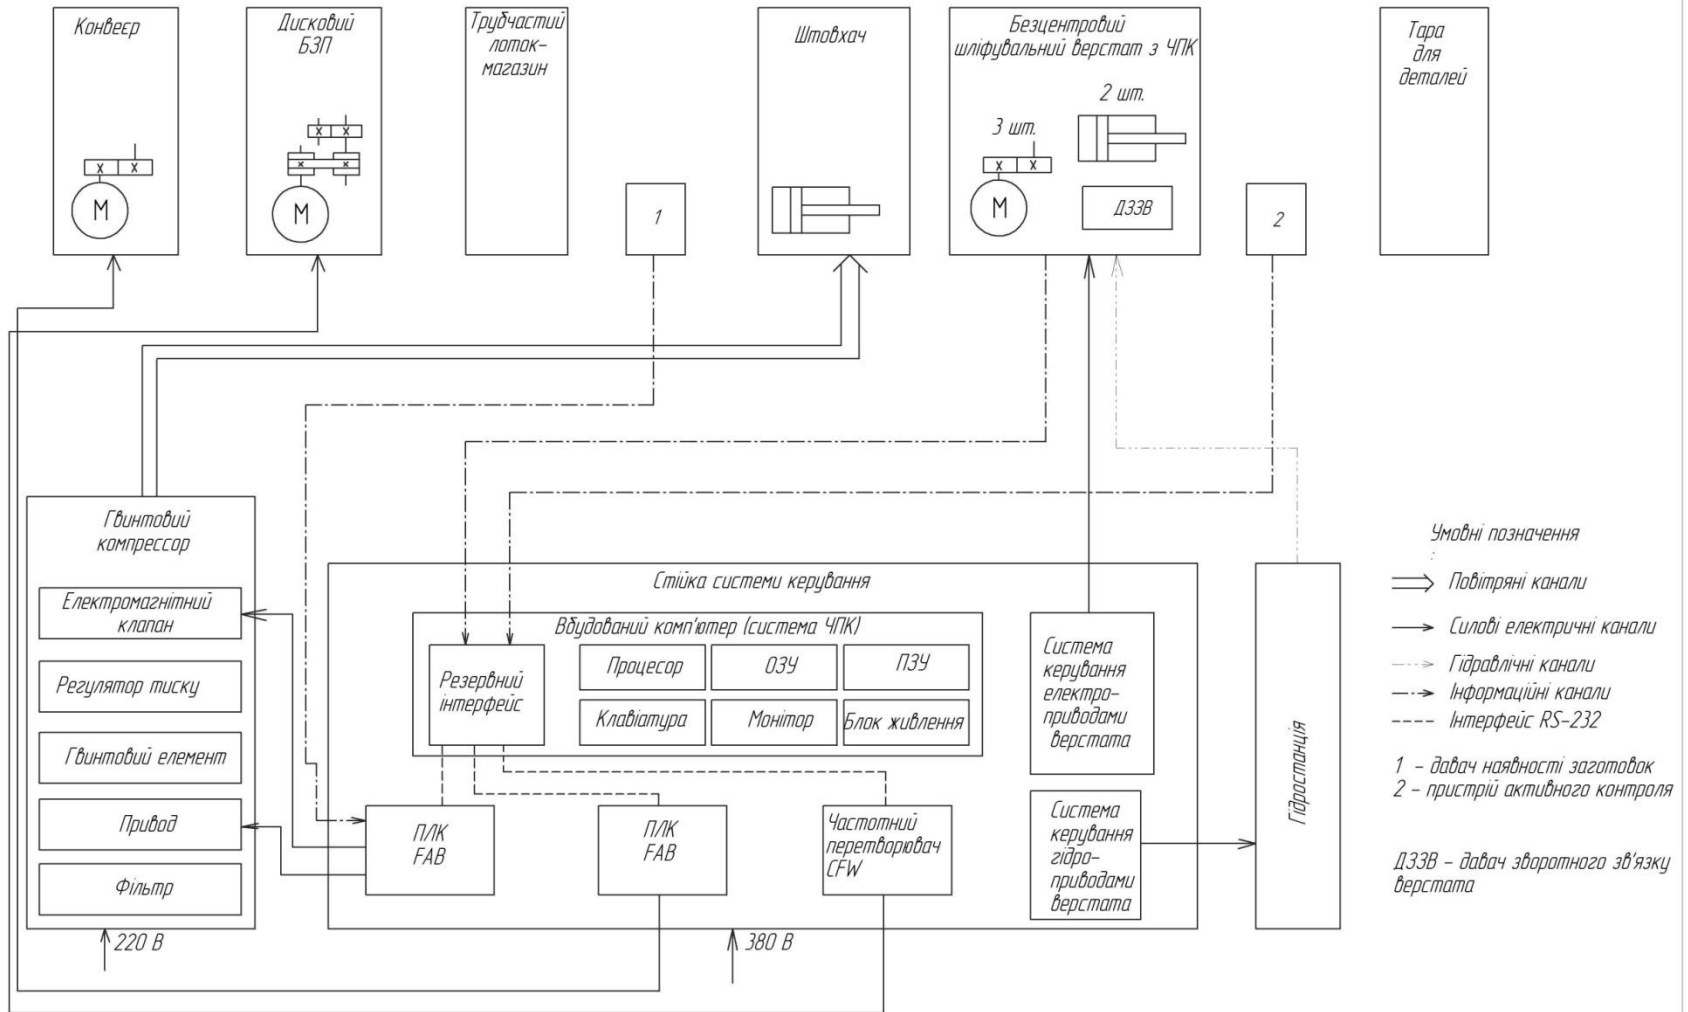 Конвеєр
Дисковий
БЗП
Трубчастий
лоток-
магазин
Штовхач
Безцентровий
шліфувальний верстат з ЧПК
Тара
для
деталей
2 шт.
3 шт.
М
М
М
ДЗЗВ
1
2
Гвинтовий
компрессор
Електромагнітний
клапан
Регулятор тиску
Гвинтовий елемент
Привод
Фільтр
220 В
Стійка системи керування
Вбудований комп'ютер (система ЧПК)
Резервний
інтерфейс
Процесор
ОЗУ
ПЗУ
Клавіатура
Монітор
Блок живлення
ПЛК
FAB
ПЛК
FAB
Частотний
перетворювач
CFW
Система
керування
електро-
приводами
верстата
Система
керування
гідро-
приводами
верстата
380 В
Гідростанція
Умовні позначення
:
Повітряні канали
Силові електричні канали
Гідравлічні канали
Інформаційні канали
Інтерфейс RS-232
1 - давач наявності заготовок
2 - пристрій активного контроля
ДЗЗВ - давач зворотного зв'язку
верстата